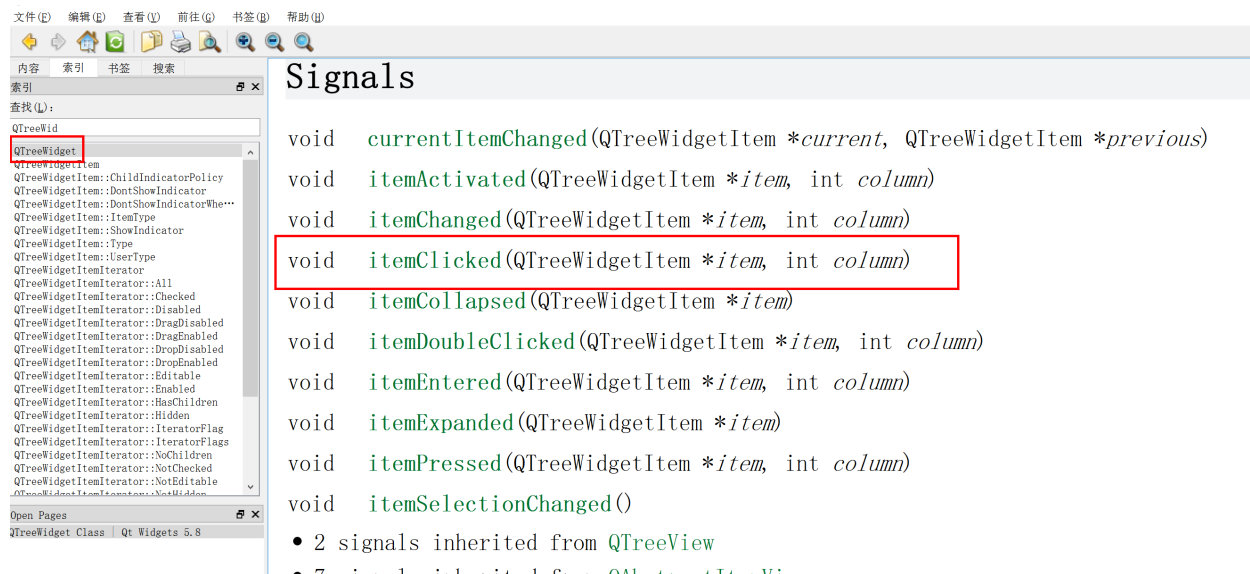 文件(F) 编辑(E) 查看(V) 前往(G) 书签(B) 帮助(H)
内容 索引 书签 搜索
索引
查找(L):
QTreeWid
QTreeWidget
QTreeWidgetItem
QTreeWidgetItem::ChildIndicatorPolicy
QTreeWidgetItem::DontShowIndicator
QTreeWidgetItem::DontShowIndicatorWhe…
QTreeWidgetItem::ItemType
QTreeWidgetItem::ShowIndicator
QTreeWidgetItem::Type
QTreeWidgetItem::UserType
QTreeWidgetItemIterator
QTreeWidgetItemIterator::All
QTreeWidgetItemIterator::Checked
QTreeWidgetItemIterator::Disabled
QTreeWidgetItemIterator::DragDisabled
QTreeWidgetItemIterator::DragEnabled
QTreeWidgetItemIterator::DropDisabled
QTreeWidgetItemIterator::DropEnabled
QTreeWidgetItemIterator::Editable
QTreeWidgetItemIterator::Enabled
QTreeWidgetItemIterator::HasChildren
QTreeWidgetItemIterator::Hidden
QTreeWidgetItemIterator::IteratorFlag
QTreeWidgetItemIterator::IteratorFlags
QTreeWidgetItemIterator::NoChildren
QTreeWidgetItemIterator::NotChecked
QTreeWidgetItemIterator::NotEditable
QTreeWidgetItemIterator::NotHidden
Open Pages
QTreeWidget Class | Qt Widgets 5.8
Signals
void currentItemChanged(QTreeWidgetItem *current, QTreeWidgetItem *previous)
void itemActivated(QTreeWidgetItem *item, int column)
void itemChanged(QTreeWidgetItem *item, int column)
void itemClicked(QTreeWidgetItem *item, int column)
void itemCollapsed(QTreeWidgetItem *item)
void itemDoubleClicked(QTreeWidgetItem *item, int column)
void itemEntered(QTreeWidgetItem *item, int column)
void itemExpanded(QTreeWidgetItem *item)
void itemPressed(QTreeWidgetItem *item, int column)
void itemSelectionChanged()
• 2 signals inherited from QTreeView